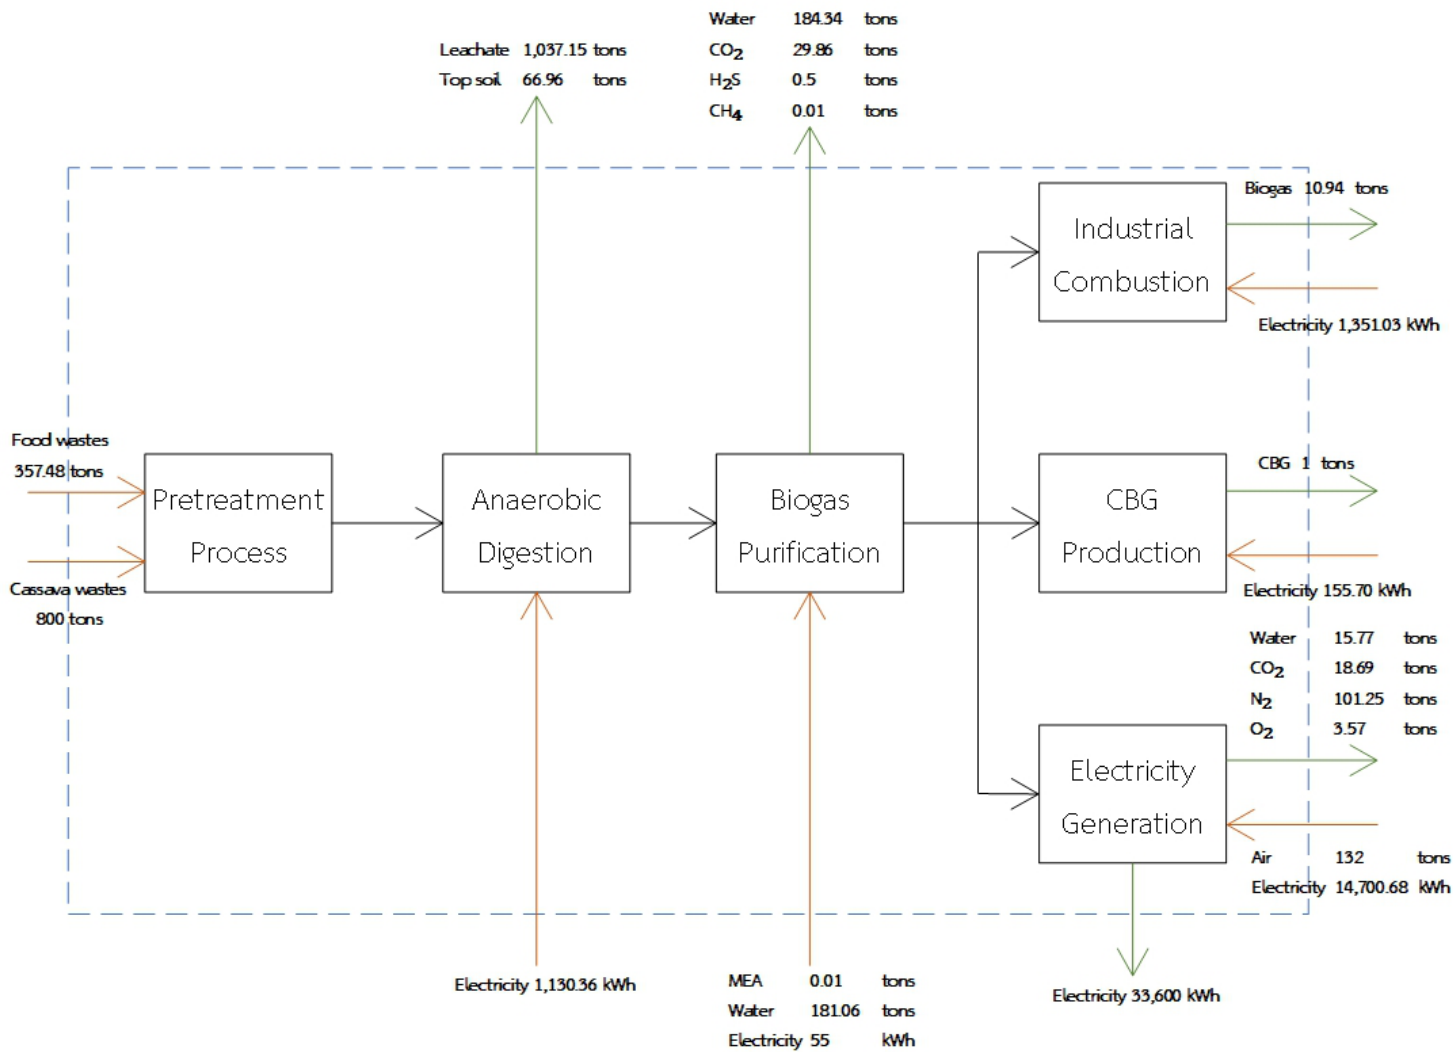 Water 184.34 tons
CO2 29.86 tons
H2S 0.5 tons
CH4 0.01 tons
Leachate 1,037.15 tons
Top soil 66.96 tons
Industrial
Combustion
Biogas 10.94 tons
Electricity 1,351.03 kWh
Food wastes
357.48 tons
Cassava wastes
800 tons
Pretreatment
Process
Anaerobic
Digestion
Biogas
Purification
CBG
Production
CBG 1 tons
Electricity 155.70 kWh
Water 15.77 tons
CO2 18.69 tons
N2 101.25 tons
O2 3.57 tons
Electricity
Generation
Air 132 tons
Electricity 14,700.68 kWh
Electricity 1,130.36 kWh
MEA 0.01 tons
Water 181.06 tons
Electricity 55 kWh
Electricity 33,600 kWh